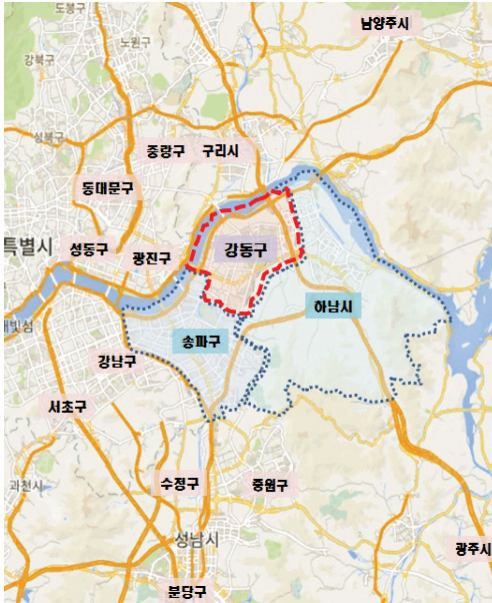 도봉구
남양주시
노원구
강북구
성북구
중랑구
구리시
동대문구
특별시
성동구
광진구
강동구
하남시
송파구
강남구
서초구
과천시
수정구
중원구
성남시
광주시
분당구